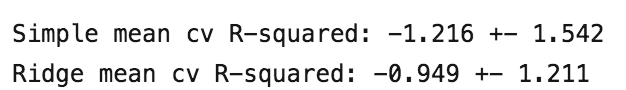 Simple mean cv R-squared: -1.216 +- 1.542
Ridge mean cv R-squared: -0.949 +- 1.211